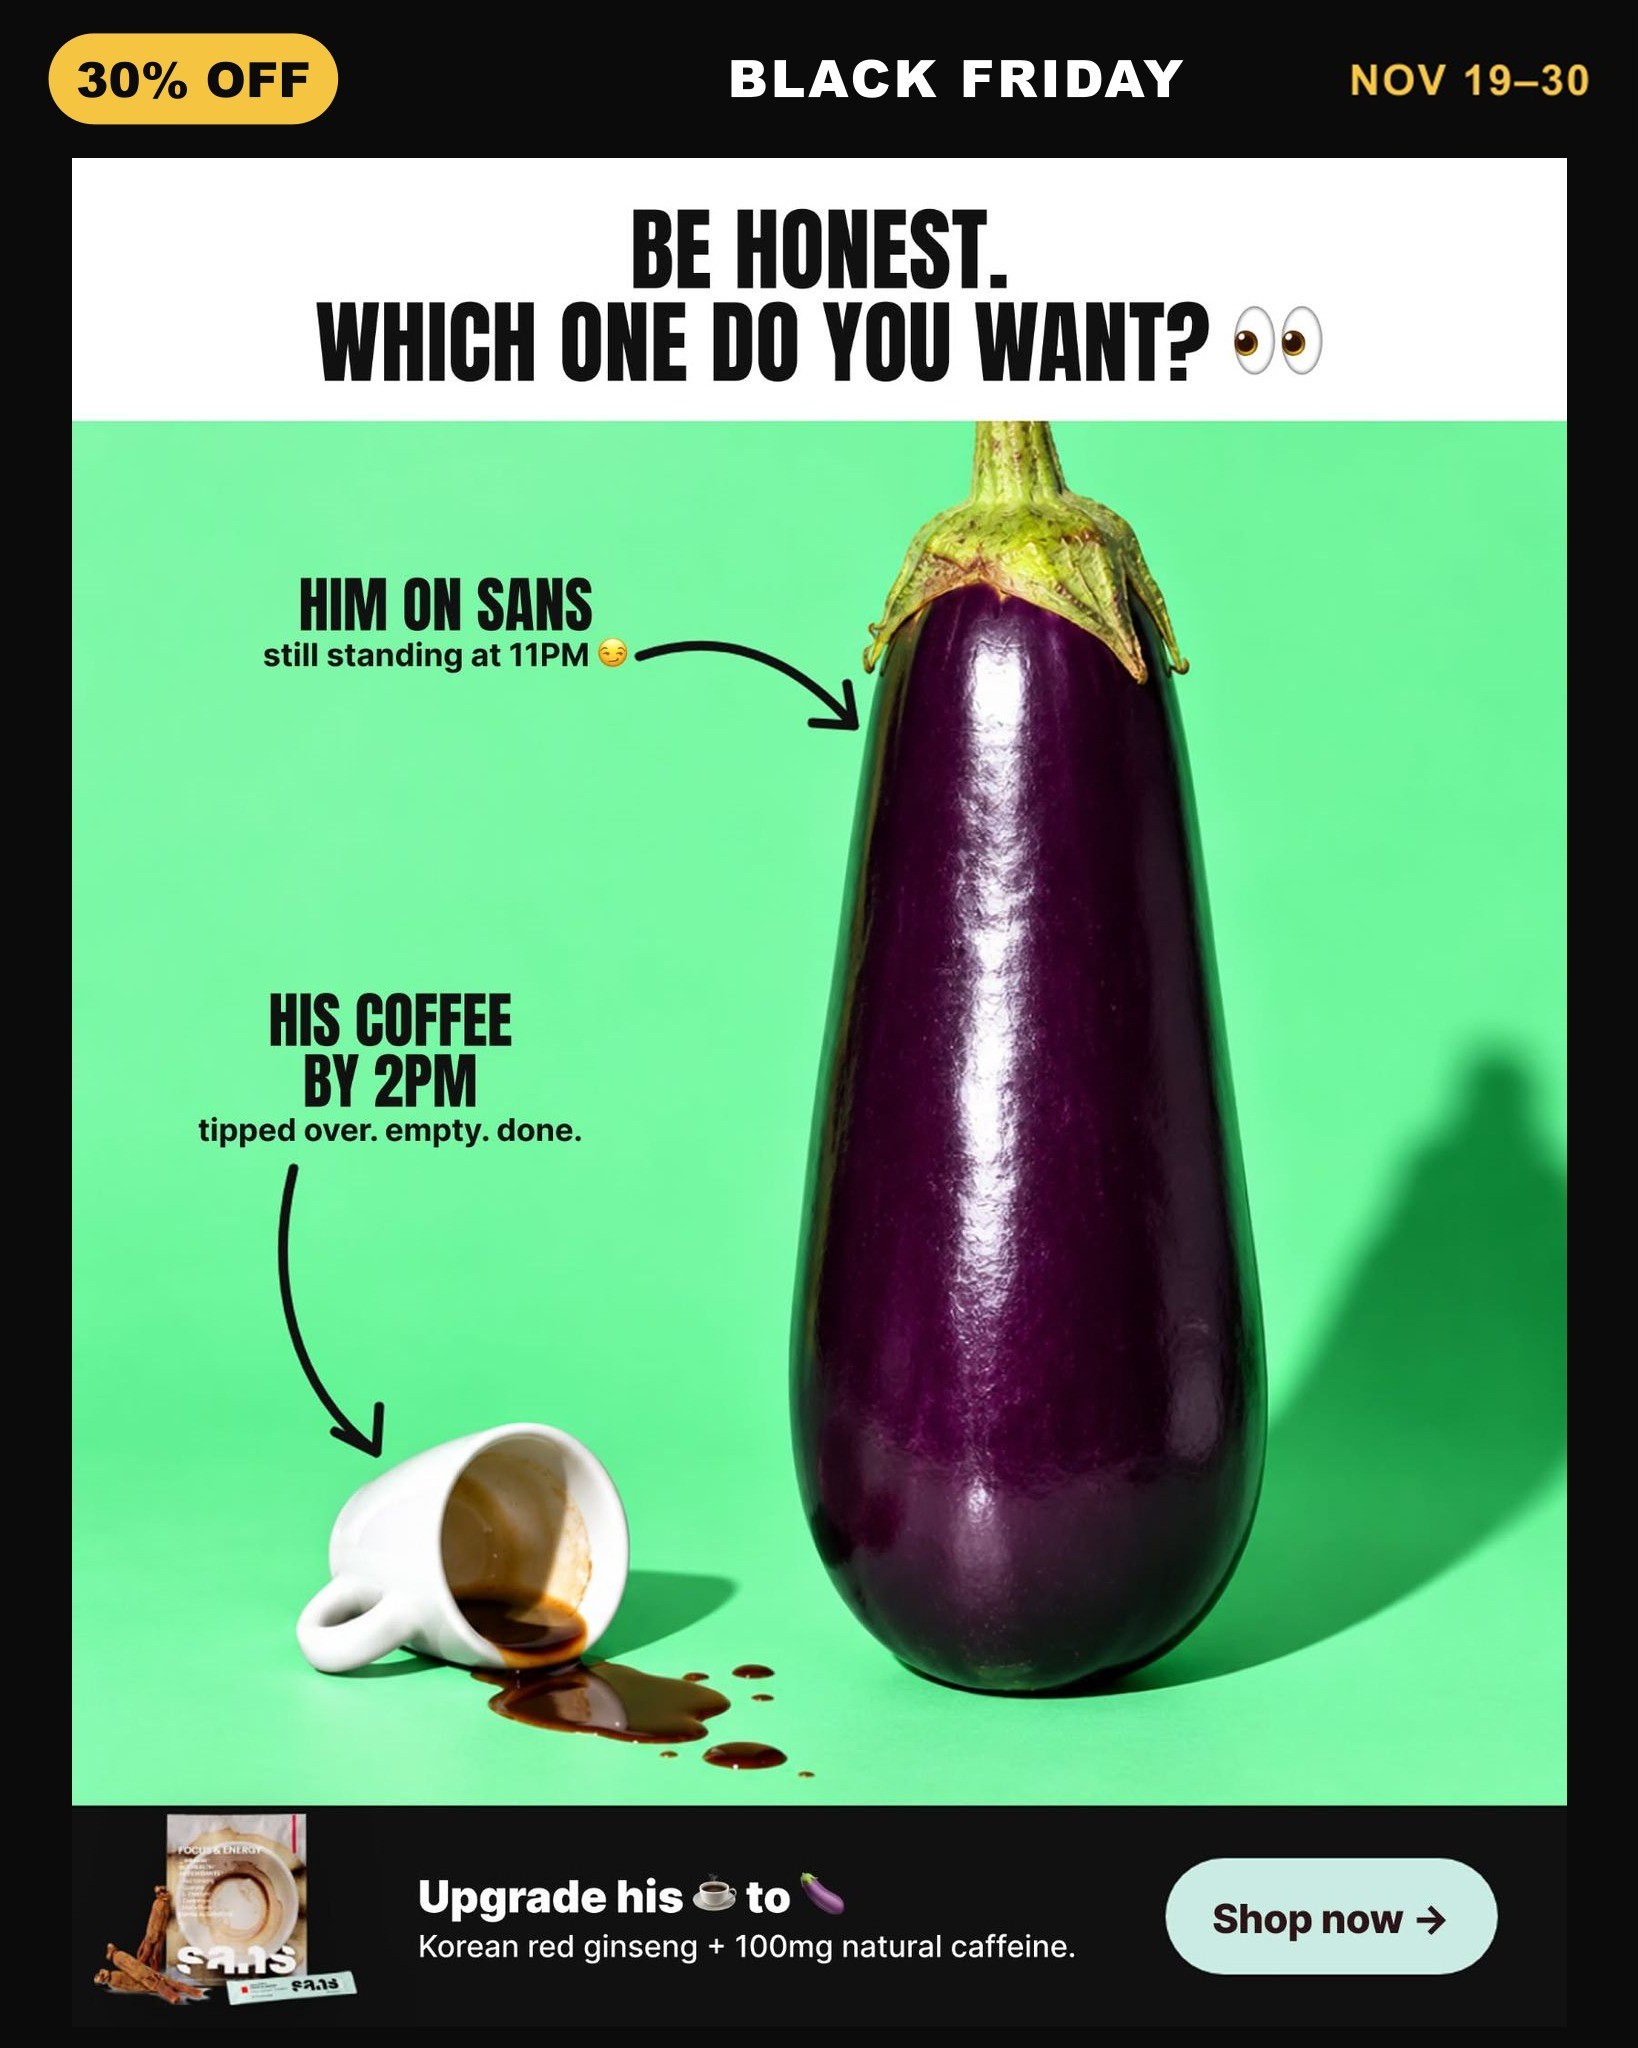 30% OFF
BLACK FRIDAY
NOV 19–30
BE HONEST.
WHICH ONE DO YOU WANT? 👀
HIM ON SANS
still standing at 11PM 😏
HIS COFFEE
BY 2PM
tipped over. empty. done.
FOCUS & ENERGY
sans
sans
Upgrade his ☕ to 🍆
Korean red ginseng + 100mg natural caffeine.
Shop now →